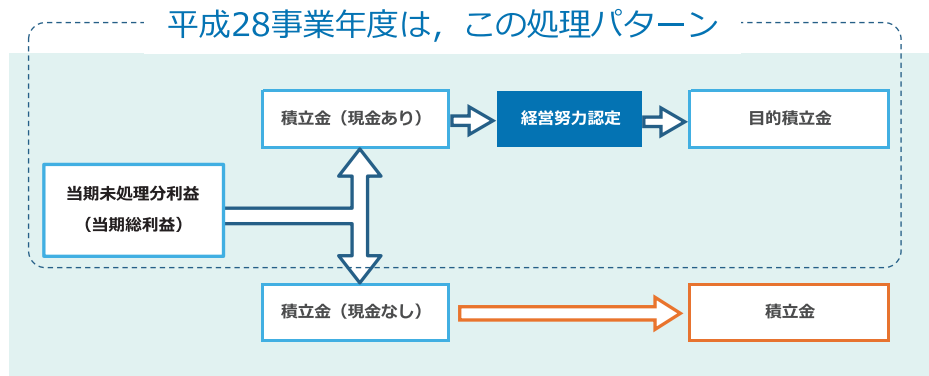 平成28事業年度は，この処理パターン
積立金（現金あり）
経営努力認定
目的積立金
当期未処理分利益
（当期総利益）
積立金（現金なし）
積立金